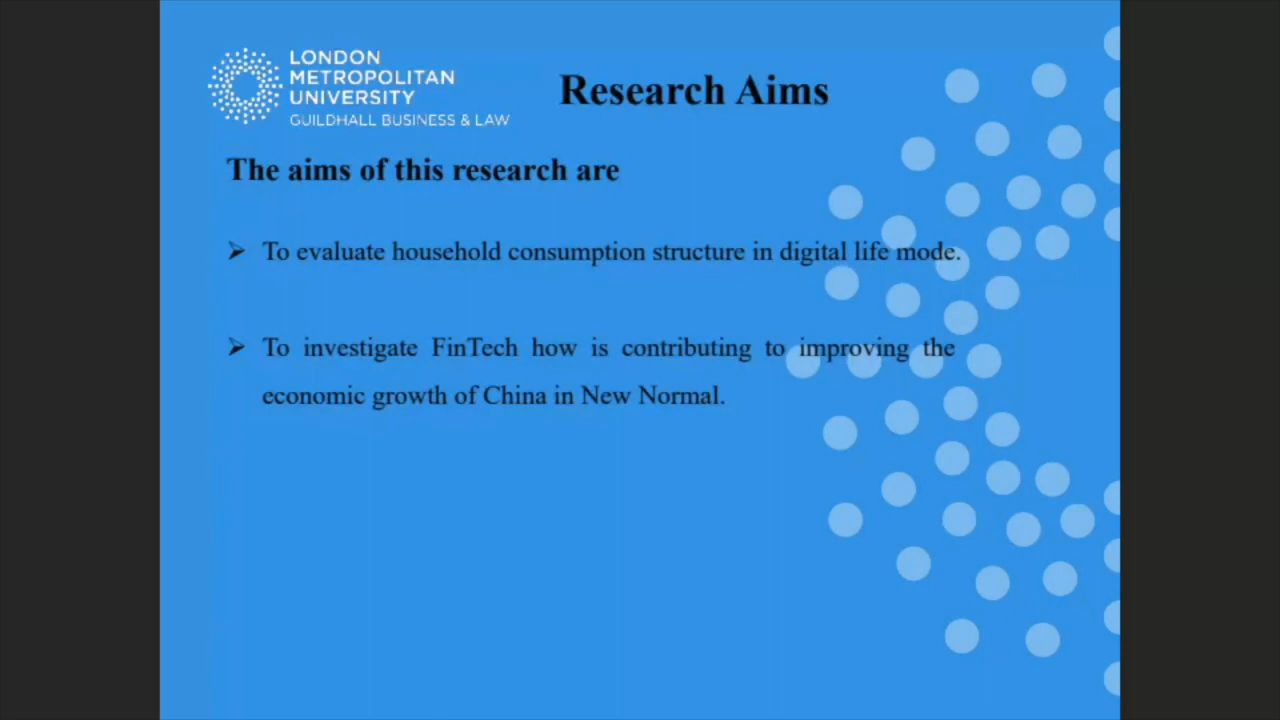 LONDON
METROPOLITAN
UNIVERSITY
GUILDHALL BUSINESS & LAW
Research Aims
The aims of this research are
➢ To evaluate household consumption structure in digital life mode.
➢ To investigate FinTech how is contributing to improving the
economic growth of China in New Normal.